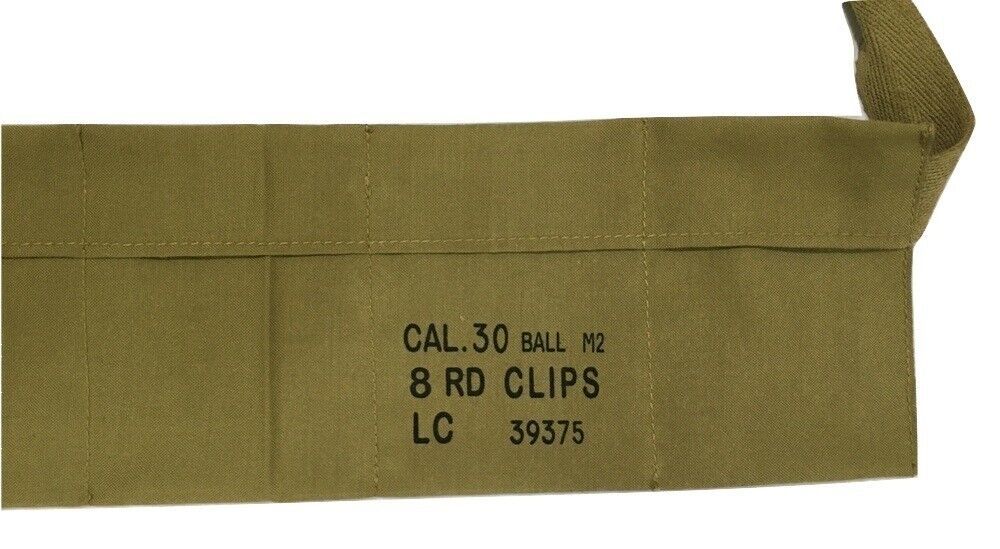 CAL.30 BALL M2
8 RD CLIPS
LC 39375